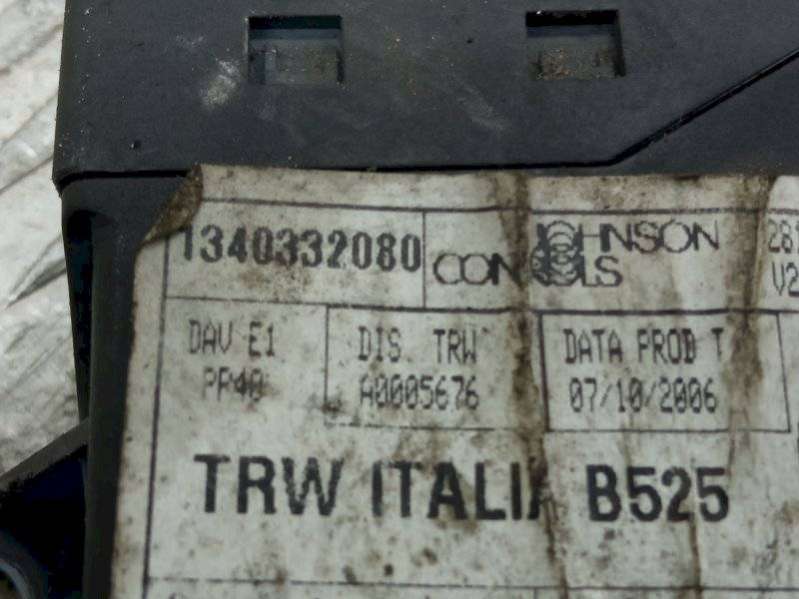 1340332080
JOHNSON
CONTROLS
DAV E1
PP40
DIS. TRW
A0005676
DATA PROD T
07/10/2006
TRW ITALIA B525